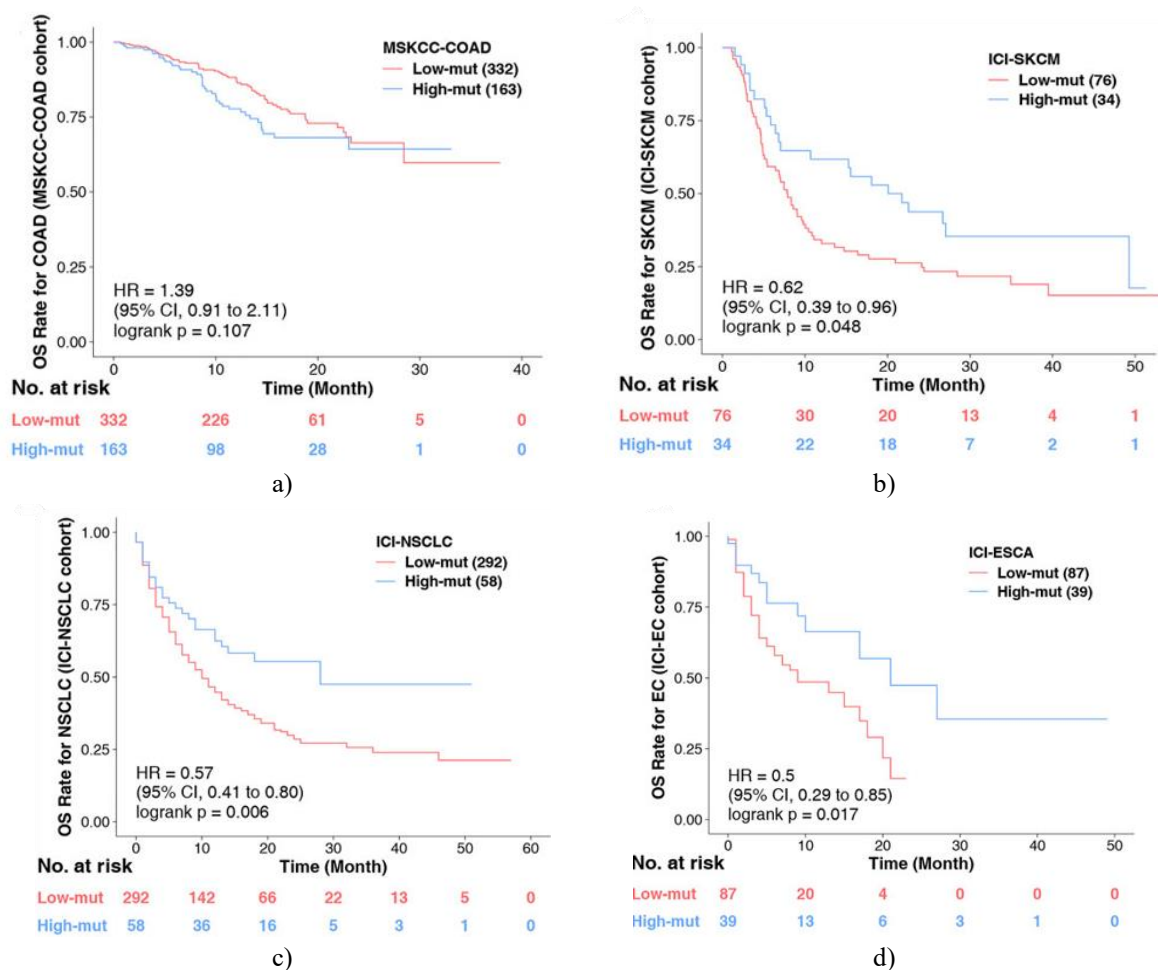 OS Rate for COAD (MSKCC-COAD cohort)
1.00
0.75
0.50
0.25
0.00
MSKCC-COAD
Low-mut (332)
High-mut (163)
HR = 1.39
(95% CI, 0.91 to 2.11)
logrank p = 0.107
0 10 20 30 40
Time (Month)
No. at risk
Low-mut 332 226 61 5 0
High-mut 163 98 28 1 0
a)
OS Rate for SKCM (ICI-SKCM cohort)
1.00
0.75
0.50
0.25
0.00
ICI-SKCM
Low-mut (76)
High-mut (34)
HR = 0.62
(95% CI, 0.39 to 0.96)
logrank p = 0.048
0 10 20 30 40 50
Time (Month)
No. at risk
Low-mut 76 30 20 13 4 1
High-mut 34 22 18 7 2 1
b)
OS Rate for NSCLC (ICI-NSCLC cohort)
1.00
0.75
0.50
0.25
0.00
ICI-NSCLC
Low-mut (292)
High-mut (58)
HR = 0.57
(95% CI, 0.41 to 0.80)
logrank p = 0.006
0 10 20 30 40 50 60
Time (Month)
No. at risk
Low-mut 292 142 66 22 13 5 0
High-mut 58 36 16 5 3 1 0
c)
OS Rate for EC (ICI-EC cohort)
1.00
0.75
0.50
0.25
0.00
ICI-ESCA
Low-mut (87)
High-mut (39)
HR = 0.5
(95% CI, 0.29 to 0.85)
logrank p = 0.017
0 10 20 30 40 50
Time (Month)
No. at risk
Low-mut 87 20 4 0 0 0
High-mut 39 13 6 3 1 0
d)